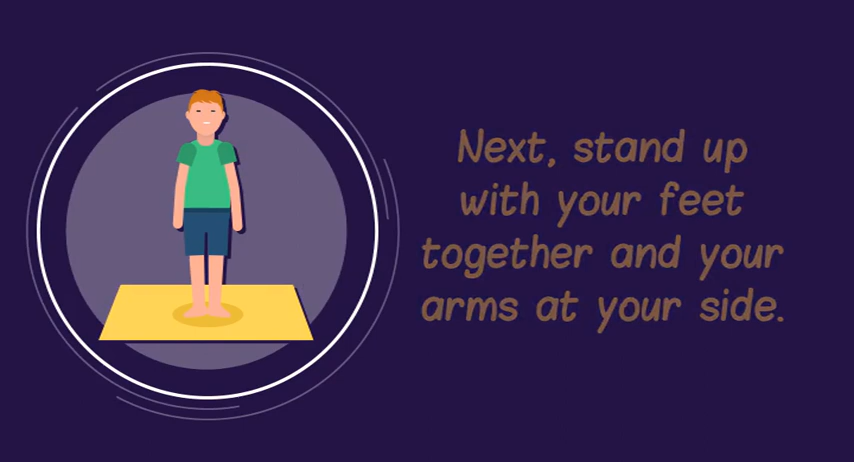 Next, stand up
with your feet
together and your
arms at your side.